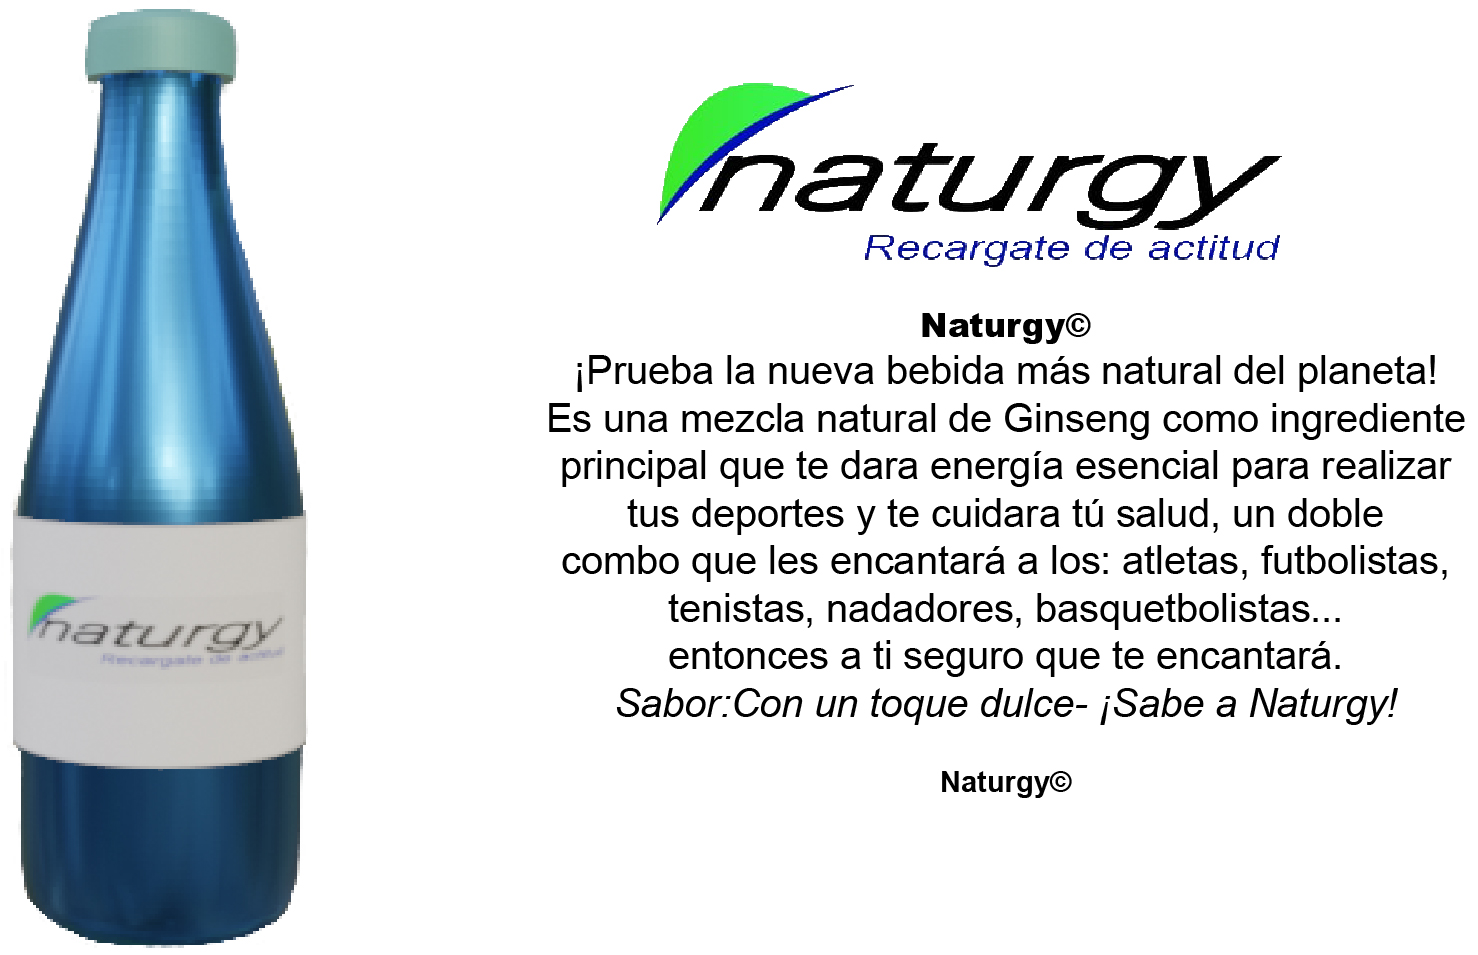 naturgy
Recargate de actitud
Naturgy©
¡Prueba la nueva bebida más natural del planeta!
Es una mezcla natural de Ginseng como ingrediente
principal que te dara energía esencial para realizar
tus deportes y te cuidara tú salud, un doble
combo que les encantará a los: atletas, futbolistas,
tenistas, nadadores, basquetbolistas...
entonces a ti seguro que te encantará.
Sabor:Con un toque dulce- ¡Sabe a Naturgy!
Naturgy©
naturgy
Recargate de actitud